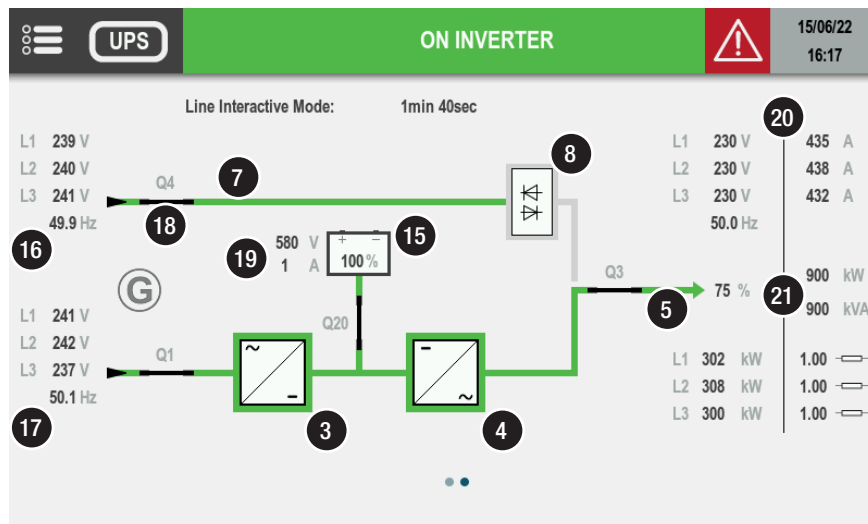 UPS ON INVERTER 15/06/22
16:17
Line Interactive Mode: 1min 40sec
L1 239 V
L2 240 V
L3 241 V
49.9 Hz
16
Q4
18
7
8
19
580 V
1 A
+ -
100 %
15
G
L1 241 V
L2 242 V
L3 237 V
50.1 Hz
17
Q1
Q20
~
-
3
-
~
4
Q3
5
L1 230 V
L2 230 V
L3 230 V
50.0 Hz
20
435 A
438 A
432 A
75 %
21
900 kW
900 kVA
L1 302 kW 1.00
L2 308 kW 1.00
L3 300 kW 1.00